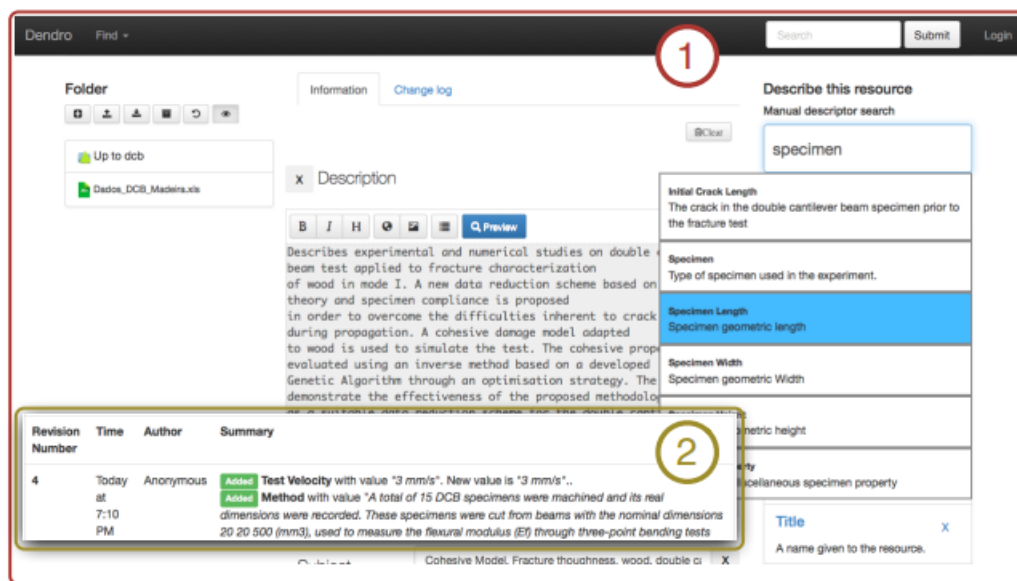 Dendro Find Search Submit Login
1
Folder
Information Change log
Describe this resource
Manual descriptor search
Clear
specimen
Up to dcb
Dados_DCB_Madeira.xls
x Description
B I H Preview
Describes experimental and numerical studies on double
beam test applied to fracture characterization
of wood in mode I. A new data reduction scheme based on
theory and specimen compliance is proposed
in order to overcome the difficulties inherent to crack
during propagation. A cohesive damage model adapted
to wood is used to simulate the test. The cohesive
evaluated using an inverse method based on a developed
Genetic Algorithm through an optimisation strategy. The
demonstrate the effectiveness of the proposed
Initial Crack Length
The crack in the double cantilever beam specimen prior to
the fracture test
Specimen
Type of specimen used in the experiment.
Specimen Length
Specimen geometric length
Specimen Width
Specimen geometric Width
height
specimen property
Title x
A name given to the resource.
2
Revision Time Author Summary
Number
4 Today Anonymous Added Test Velocity with value "3 mm/s". New value is "3 mm/s"..
at Added Method with value "A total of 15 DCB specimens were machined and its real
7:10 dimensions were recorded. These specimens were cut from beams with the nominal dimensions
PM 20 20 500 (mm3), used to measure the flexural modulus (Ef) through three-point bending tests
Cohesive Model, Fracture thoughness, wood, double x